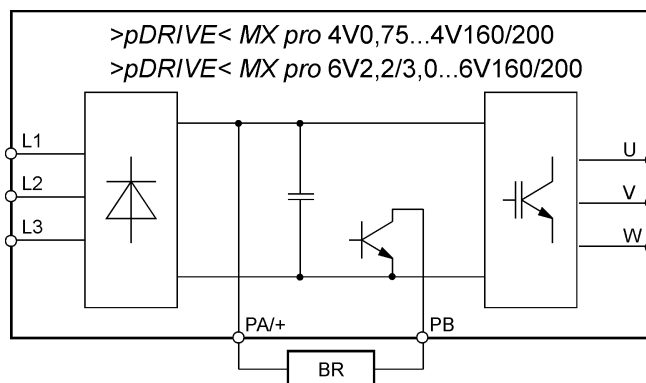 >pDRIVE< MX pro 4V0,75...4V160/200
>pDRIVE< MX pro 6V2,2/3,0...6V160/200
L1
L2
L3
U
V
W
PA/+
PB
BR